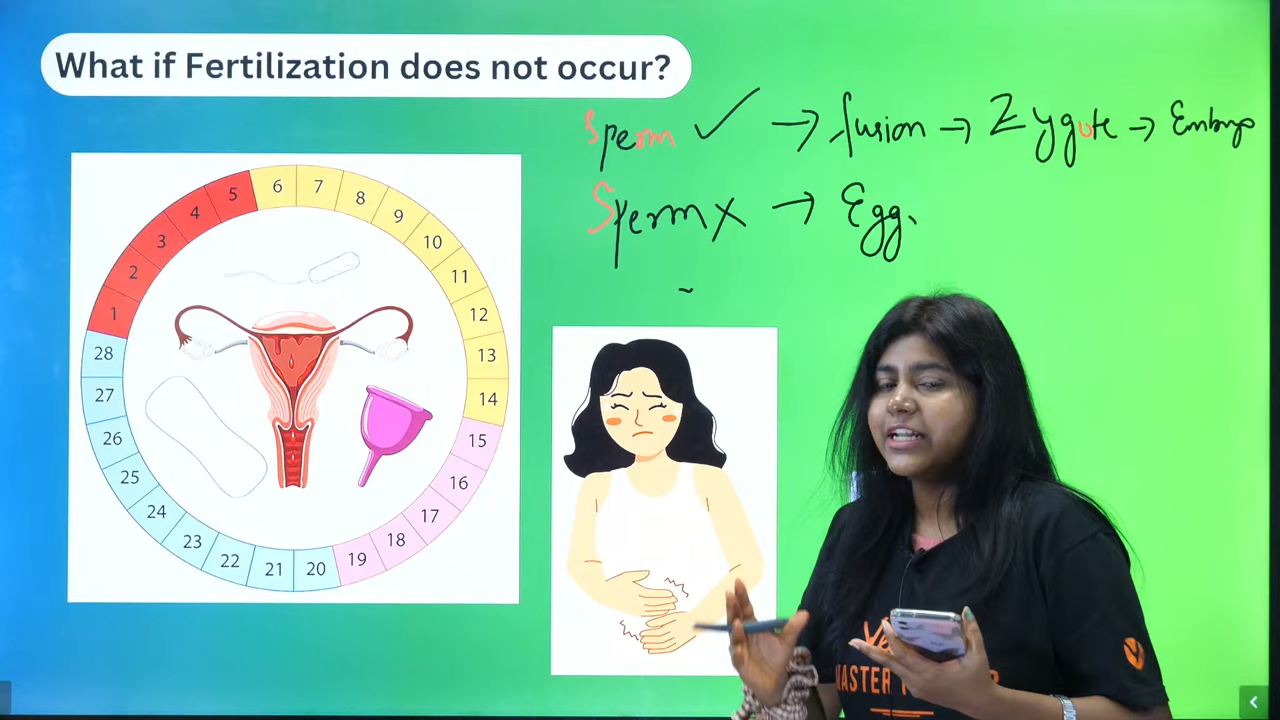 What if Fertilization does not occur?
Sperm ✓ → fusion → Zygote → Embryo
Sperm x → Egg.
1 2 3 4 5 6 7 8 9 10 11 12 13 14 15 16 17 18 19 20 21 22 23 24 25 26 27 28